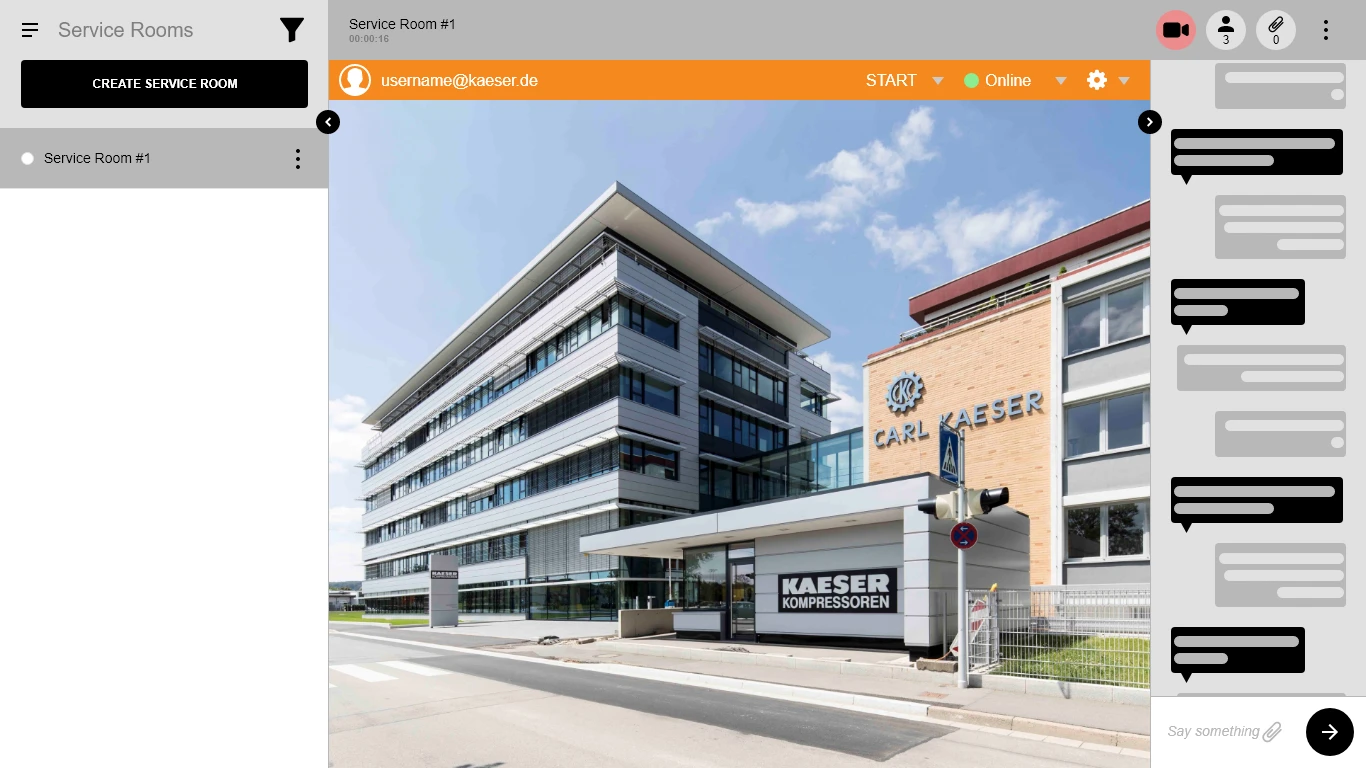 Service Rooms
CREATE SERVICE ROOM
Service Room #1
Service Room #1
00:00:16
3
0
username@kaeser.de
START
Online
CKK
CARL KAESER
KAESER
KAESER
KOMPRESSOREN
Say something